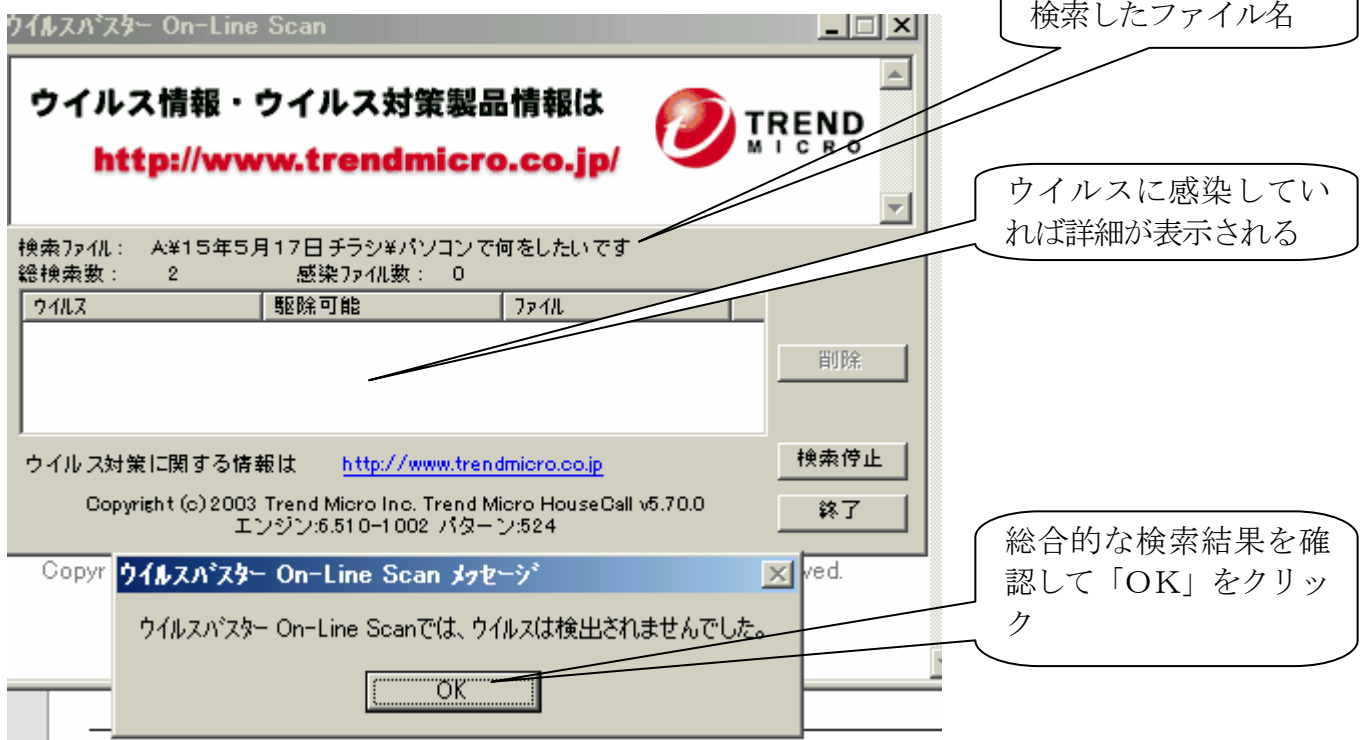 検索したファイル名
ウイルスバスター On-Line Scan
ウイルス情報・ウイルス対策製品情報は
http://www.trendmicro.co.jp/
TREND
MICRO
ウイルスに感染してい
れば詳細が表示される
検索ファイル： A:¥15年5月17日チラシ¥パソコンで何をしたいです
総検索数： 2 感染ファイル数： 0
ウイルス 駆除可能 ファイル
削除
ウイルス対策に関する情報は http://www.trendmicro.co.jp
検索停止
Copyright (c) 2003 Trend Micro Inc. Trend Micro HouseCall v5.70.0
エンジン:6.510-1002 パターン:524
終了
総合的な検索結果を確
認して「OK」をクリッ
ク
Copyr
ved.
ウイルスバスター On-Line Scan メッセージ
ウイルスバスター On-Line Scanでは、ウイルスは検出されませんでした。
OK